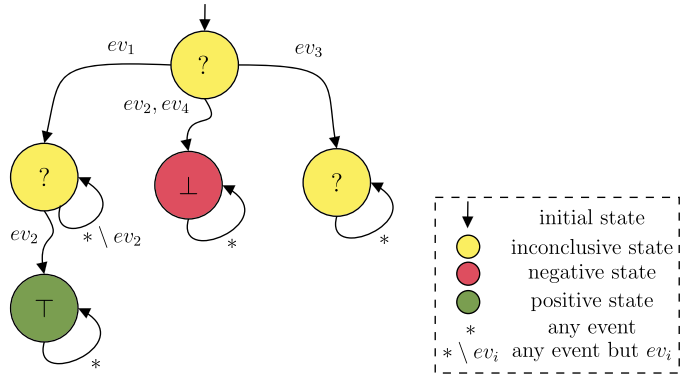 ?
ev₁
ev₃
ev₂, ev₄
?
⊥
?
ev₂
* \ ev₂
*
*
⊤
*
initial state
inconclusive state
negative state
positive state
* any event
* \ evᵢ any event but evᵢ